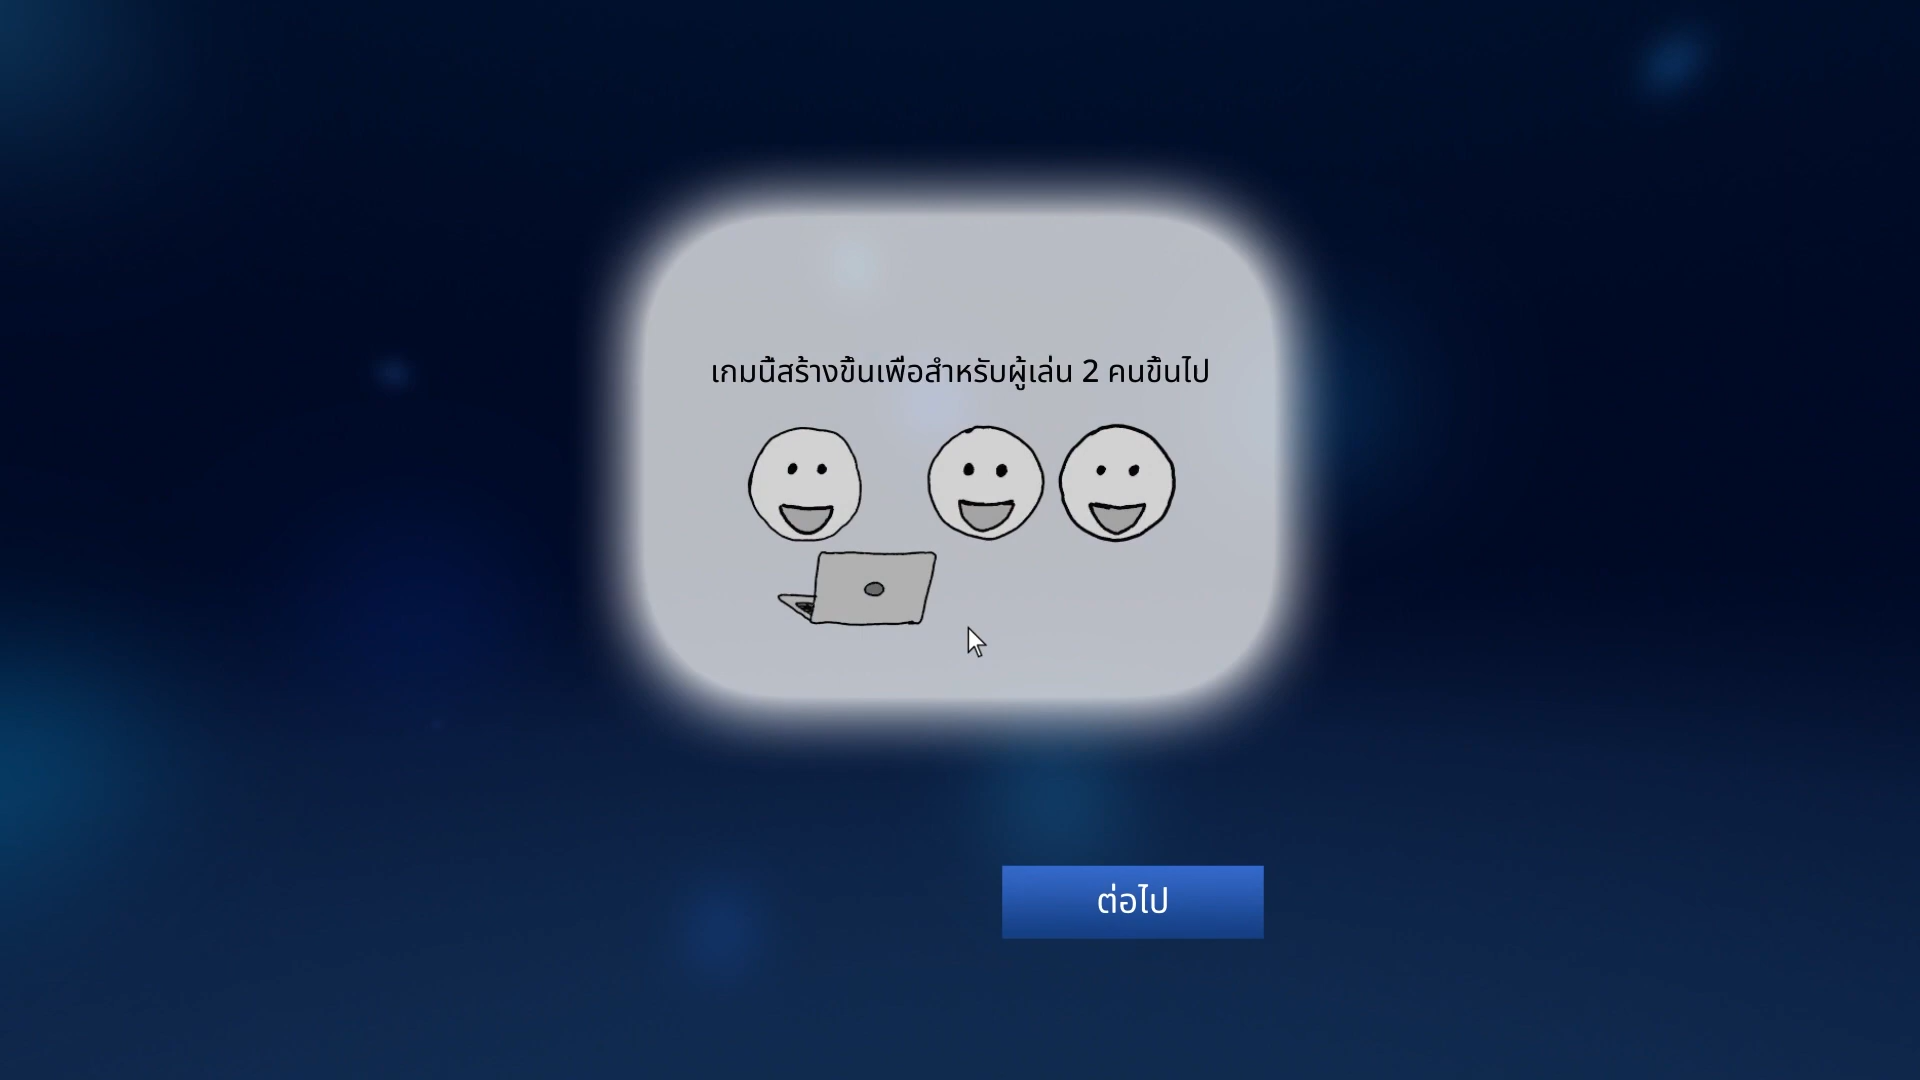 เกมนี้สร้างขึ้นเพื่อสำหรับผู้เล่น 2 คนขึ้นไป
ต่อไป